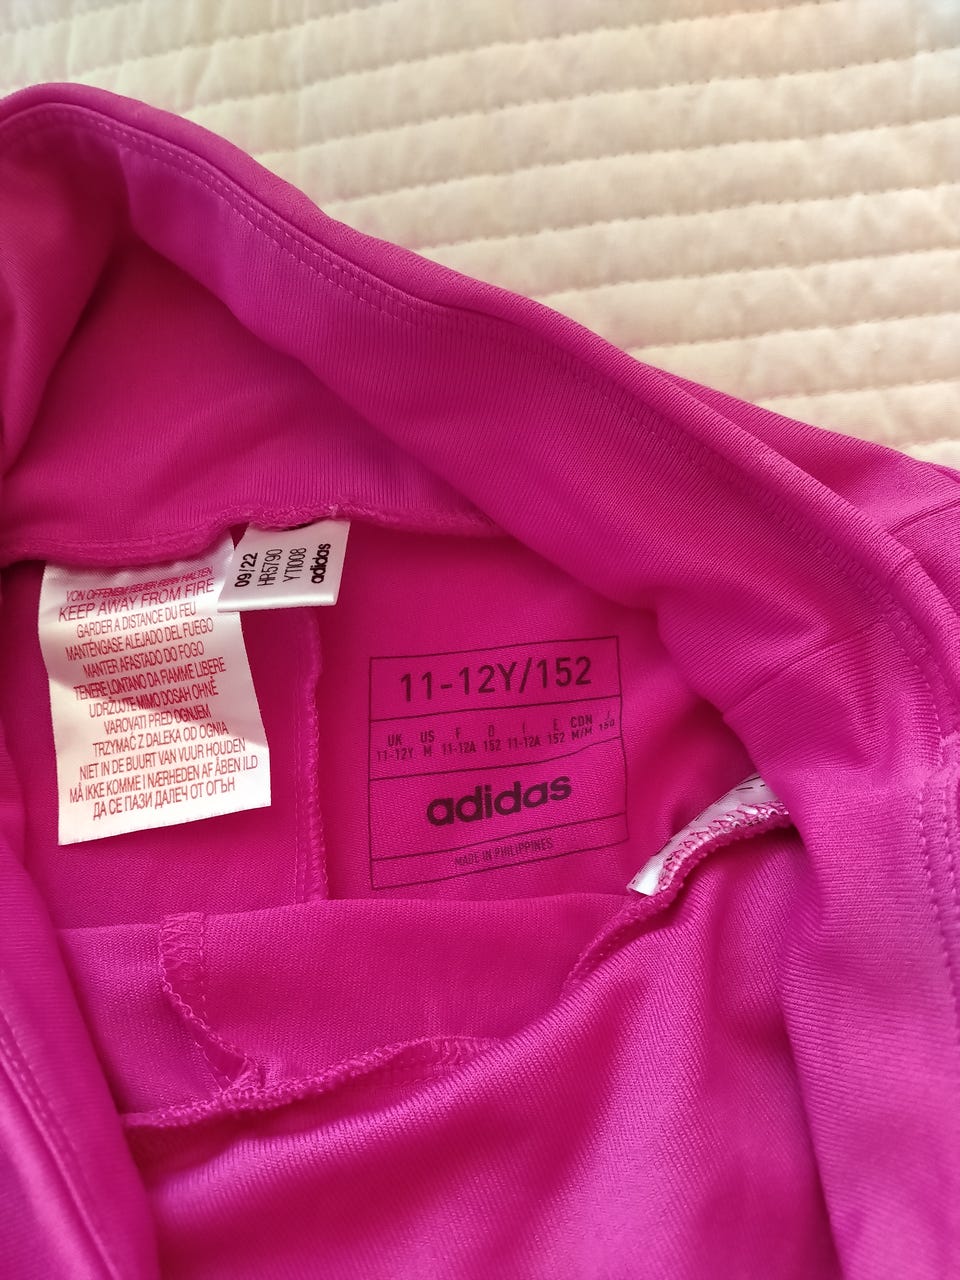 VON OFFENEM FEUER FERN HALTEN
KEEP AWAY FROM FIRE
GARDER A DISTANCE DU FEU
MANTÉNGASE ALEJADO DEL FUEGO
MANTER AFASTADO DO FOGO
TENERE LONTANO DA FIAMME LIBERE
UDRŽUJTE MIMO DOSAH OHNĚ
VAROVATI PRED OGNJEM
TRZYMAĆ Z DALEKA OD OGNIA
NIET IN DE BUURT VAN VUUR HOUDEN
MÅ IKKE KOMME I NÆRHEDEN AF ÅBEN ILD
ДА СЕ ПАЗИ ДАЛЕЧ ОТ ОГЪН
09/22
HR5790
YTI008
adidas
11-12Y/152
UK US F D I E CDN J
11-12Y M 11-12A 152 11-12A 152 M/M 150
adidas
MADE IN PHILIPPINES